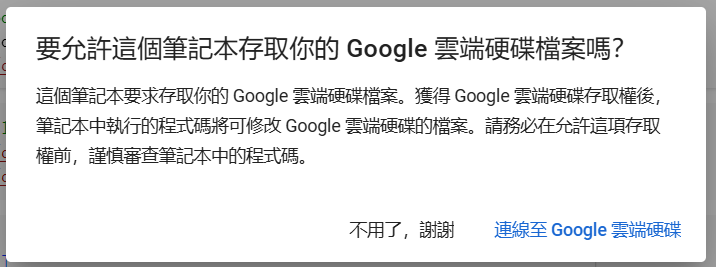 要允許這個筆記本存取你的 Google 雲端硬碟檔案嗎？
這個筆記本要求存取你的 Google 雲端硬碟檔案。獲得 Google 雲端硬碟存取權後，
筆記本中執行的程式碼將可修改 Google 雲端硬碟的檔案。請務必在允許這項存取
權前，謹慎審查筆記本中的程式碼。
不用了，謝謝
連線至 Google 雲端硬碟